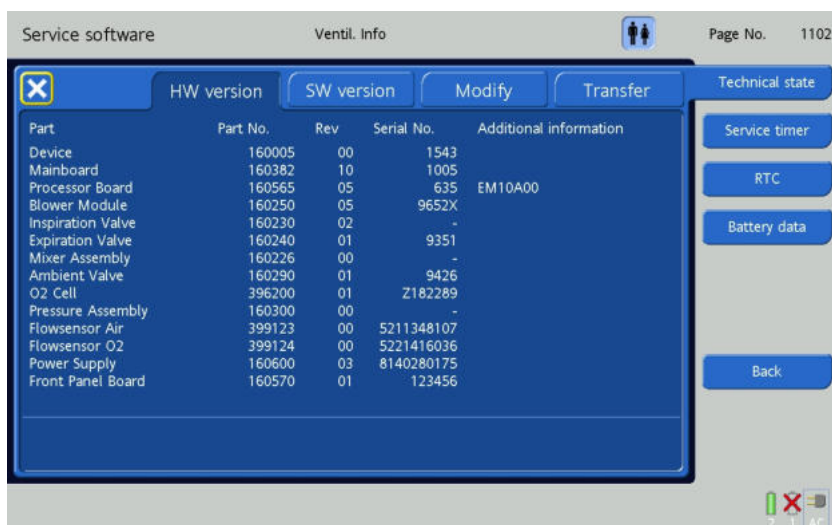 Service software Ventil. Info Page No. 1102
HW version SW version Modify Transfer Technical state
Part Part No. Rev Serial No. Additional information Service timer
Device 160005 00 1543
Mainboard 160382 10 1005
Processor Board 160565 05 635 EM10A00 RTC
Blower Module 160250 05 9652X
Inspiration Valve 160230 02 - Battery data
Expiration Valve 160240 01 9351
Mixer Assembly 160226 00 -
Ambient Valve 160290 01 9426
O2 Cell 396200 01 Z182289
Pressure Assembly 160300 00 -
Flowsensor Air 399123 00 5211348107
Flowsensor O2 399124 00 5221416036
Power Supply 160600 03 8140280175 Back
Front Panel Board 160570 01 123456
2 1 AC